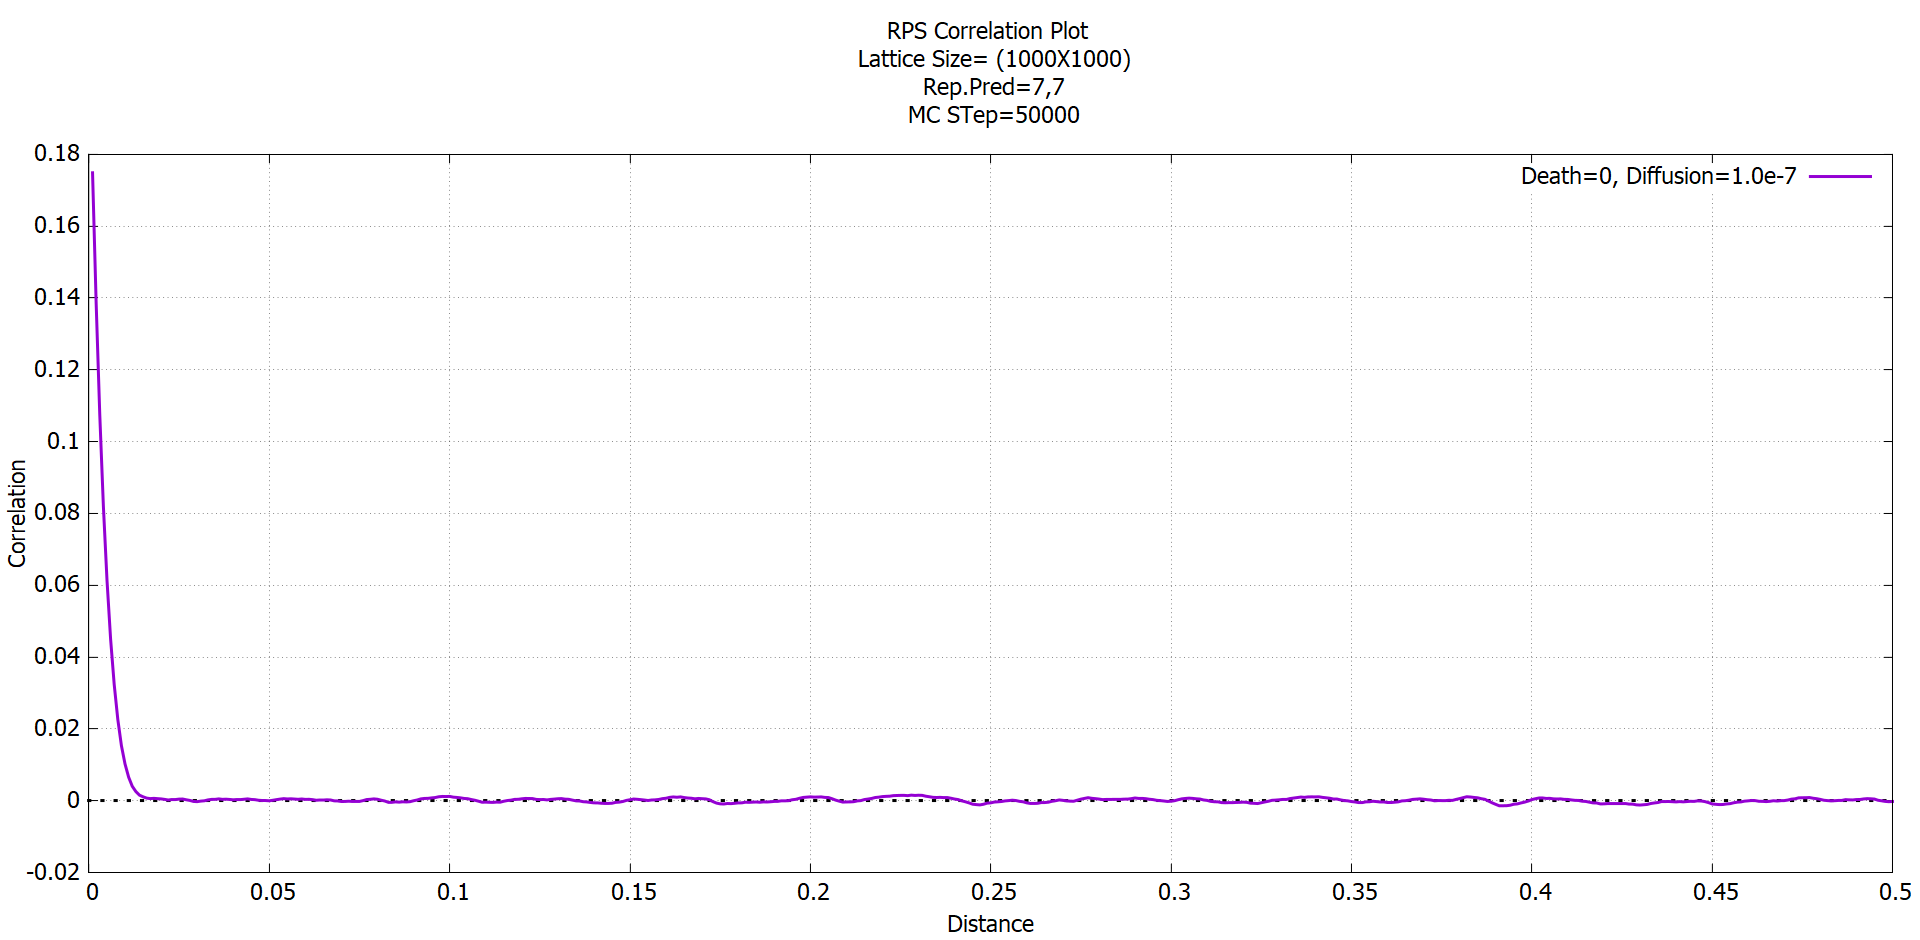 RPS Correlation Plot
Lattice Size= (1000X1000)
Rep.Pred=7,7
MC STep=50000
Death=0, Diffusion=1.0e-7
0.18
0.16
0.14
0.12
0.1
0.08
0.06
0.04
0.02
0
-0.02
Correlation
0 0.05 0.1 0.15 0.2 0.25 0.3 0.35 0.4 0.45 0.5
Distance